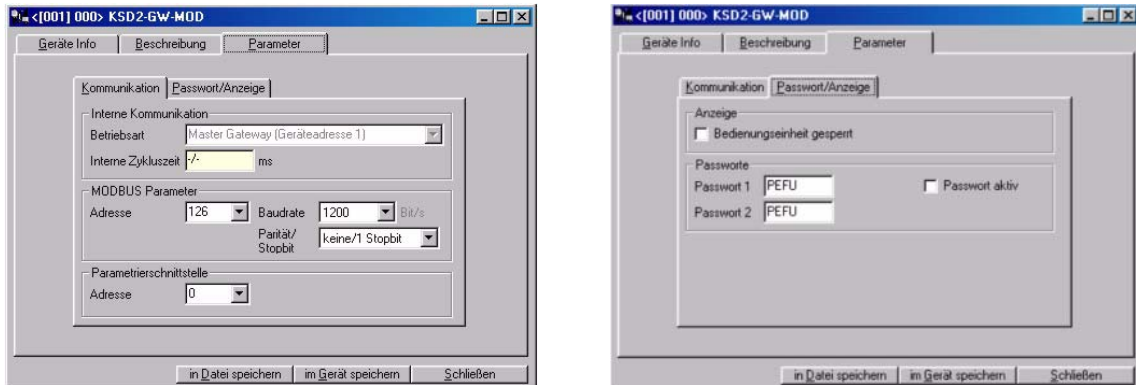 <[001] 000> KSD2-GW-MOD
Geräte Info Beschreibung Parameter
Kommunikation Passwort/Anzeige
Interne Kommunikation
Betriebsart Master Gateway (Geräteadresse 1)
Interne Zykluszeit -/- ms
MODBUS Parameter
Adresse 126 Baudrate 1200 Bit/s
Parität/
Stopbit keine/1 Stopbit
Parametrierschnittstelle
Adresse 0
in Datei speichern im Gerät speichern Schließen
<[001] 000> KSD2-GW-MOD
Geräte Info Beschreibung Parameter
Kommunikation Passwort/Anzeige
Anzeige
Bedienungseinheit gesperrt
Passworte
Passwort 1 PEFU Passwort aktiv
Passwort 2 PEFU
in Datei speichern im Gerät speichern Schließen